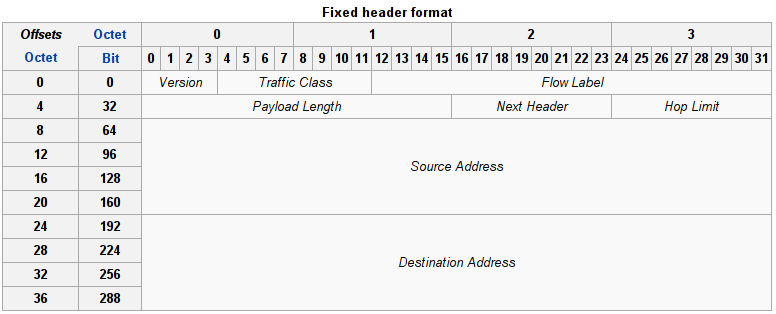 Fixed header format
Offsets Octet 0 1 2 3
Octet Bit 0 1 2 3 4 5 6 7 8 9 10 11 12 13 14 15 16 17 18 19 20 21 22 23 24 25 26 27 28 29 30 31
0 0 Version Traffic Class Flow Label
4 32 Payload Length Next Header Hop Limit
8 64
12 96
Source Address
16 128
20 160
24 192
28 224
Destination Address
32 256
36 288